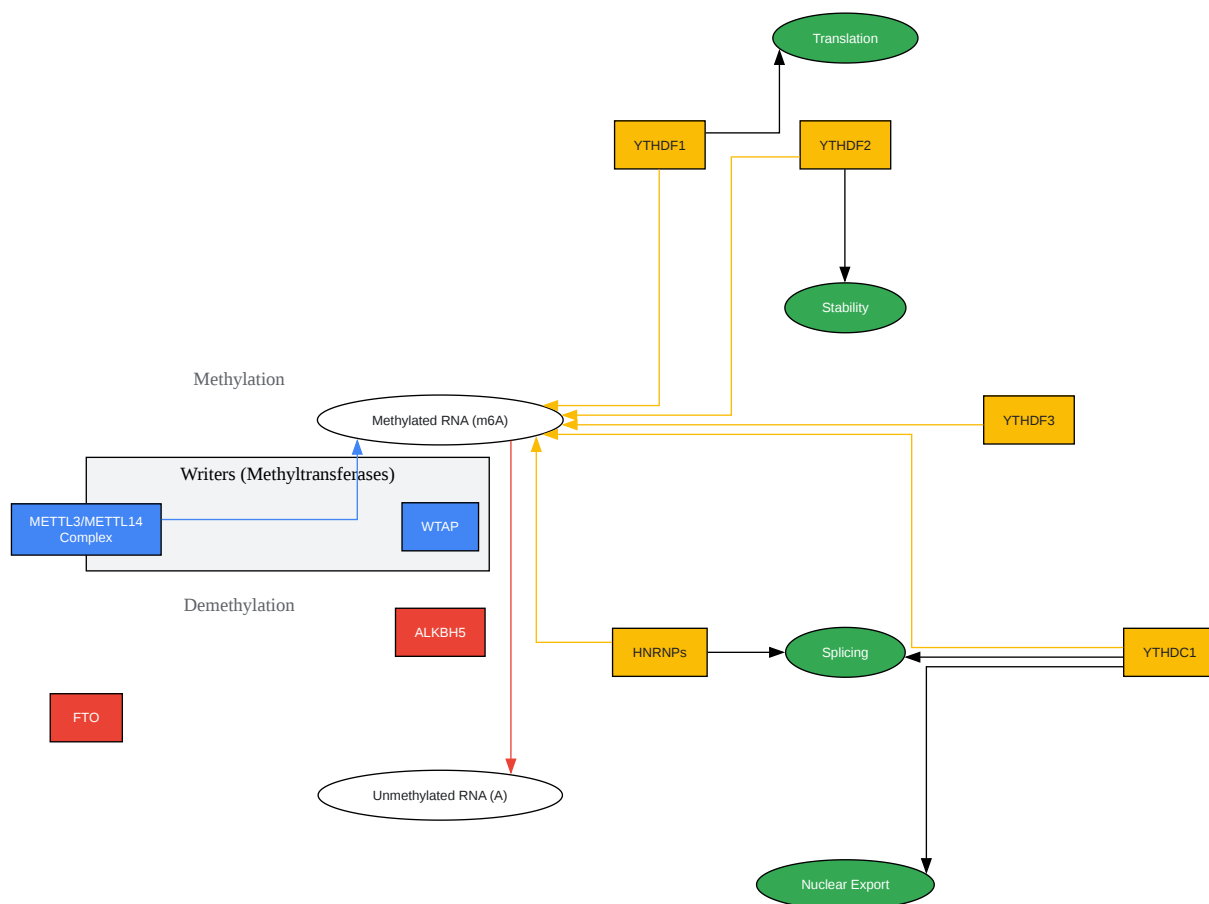 Translation
YTHDF1
YTHDF2
Stability
Methylation
Methylated RNA (m6A)
YTHDF3
Writers (Methyltransferases)
METTL3/METTL14
Complex
WTAP
Demethylation
ALKBH5
HNRNPs
Splicing
YTHDC1
FTO
Unmethylated RNA (A)
Nuclear Export